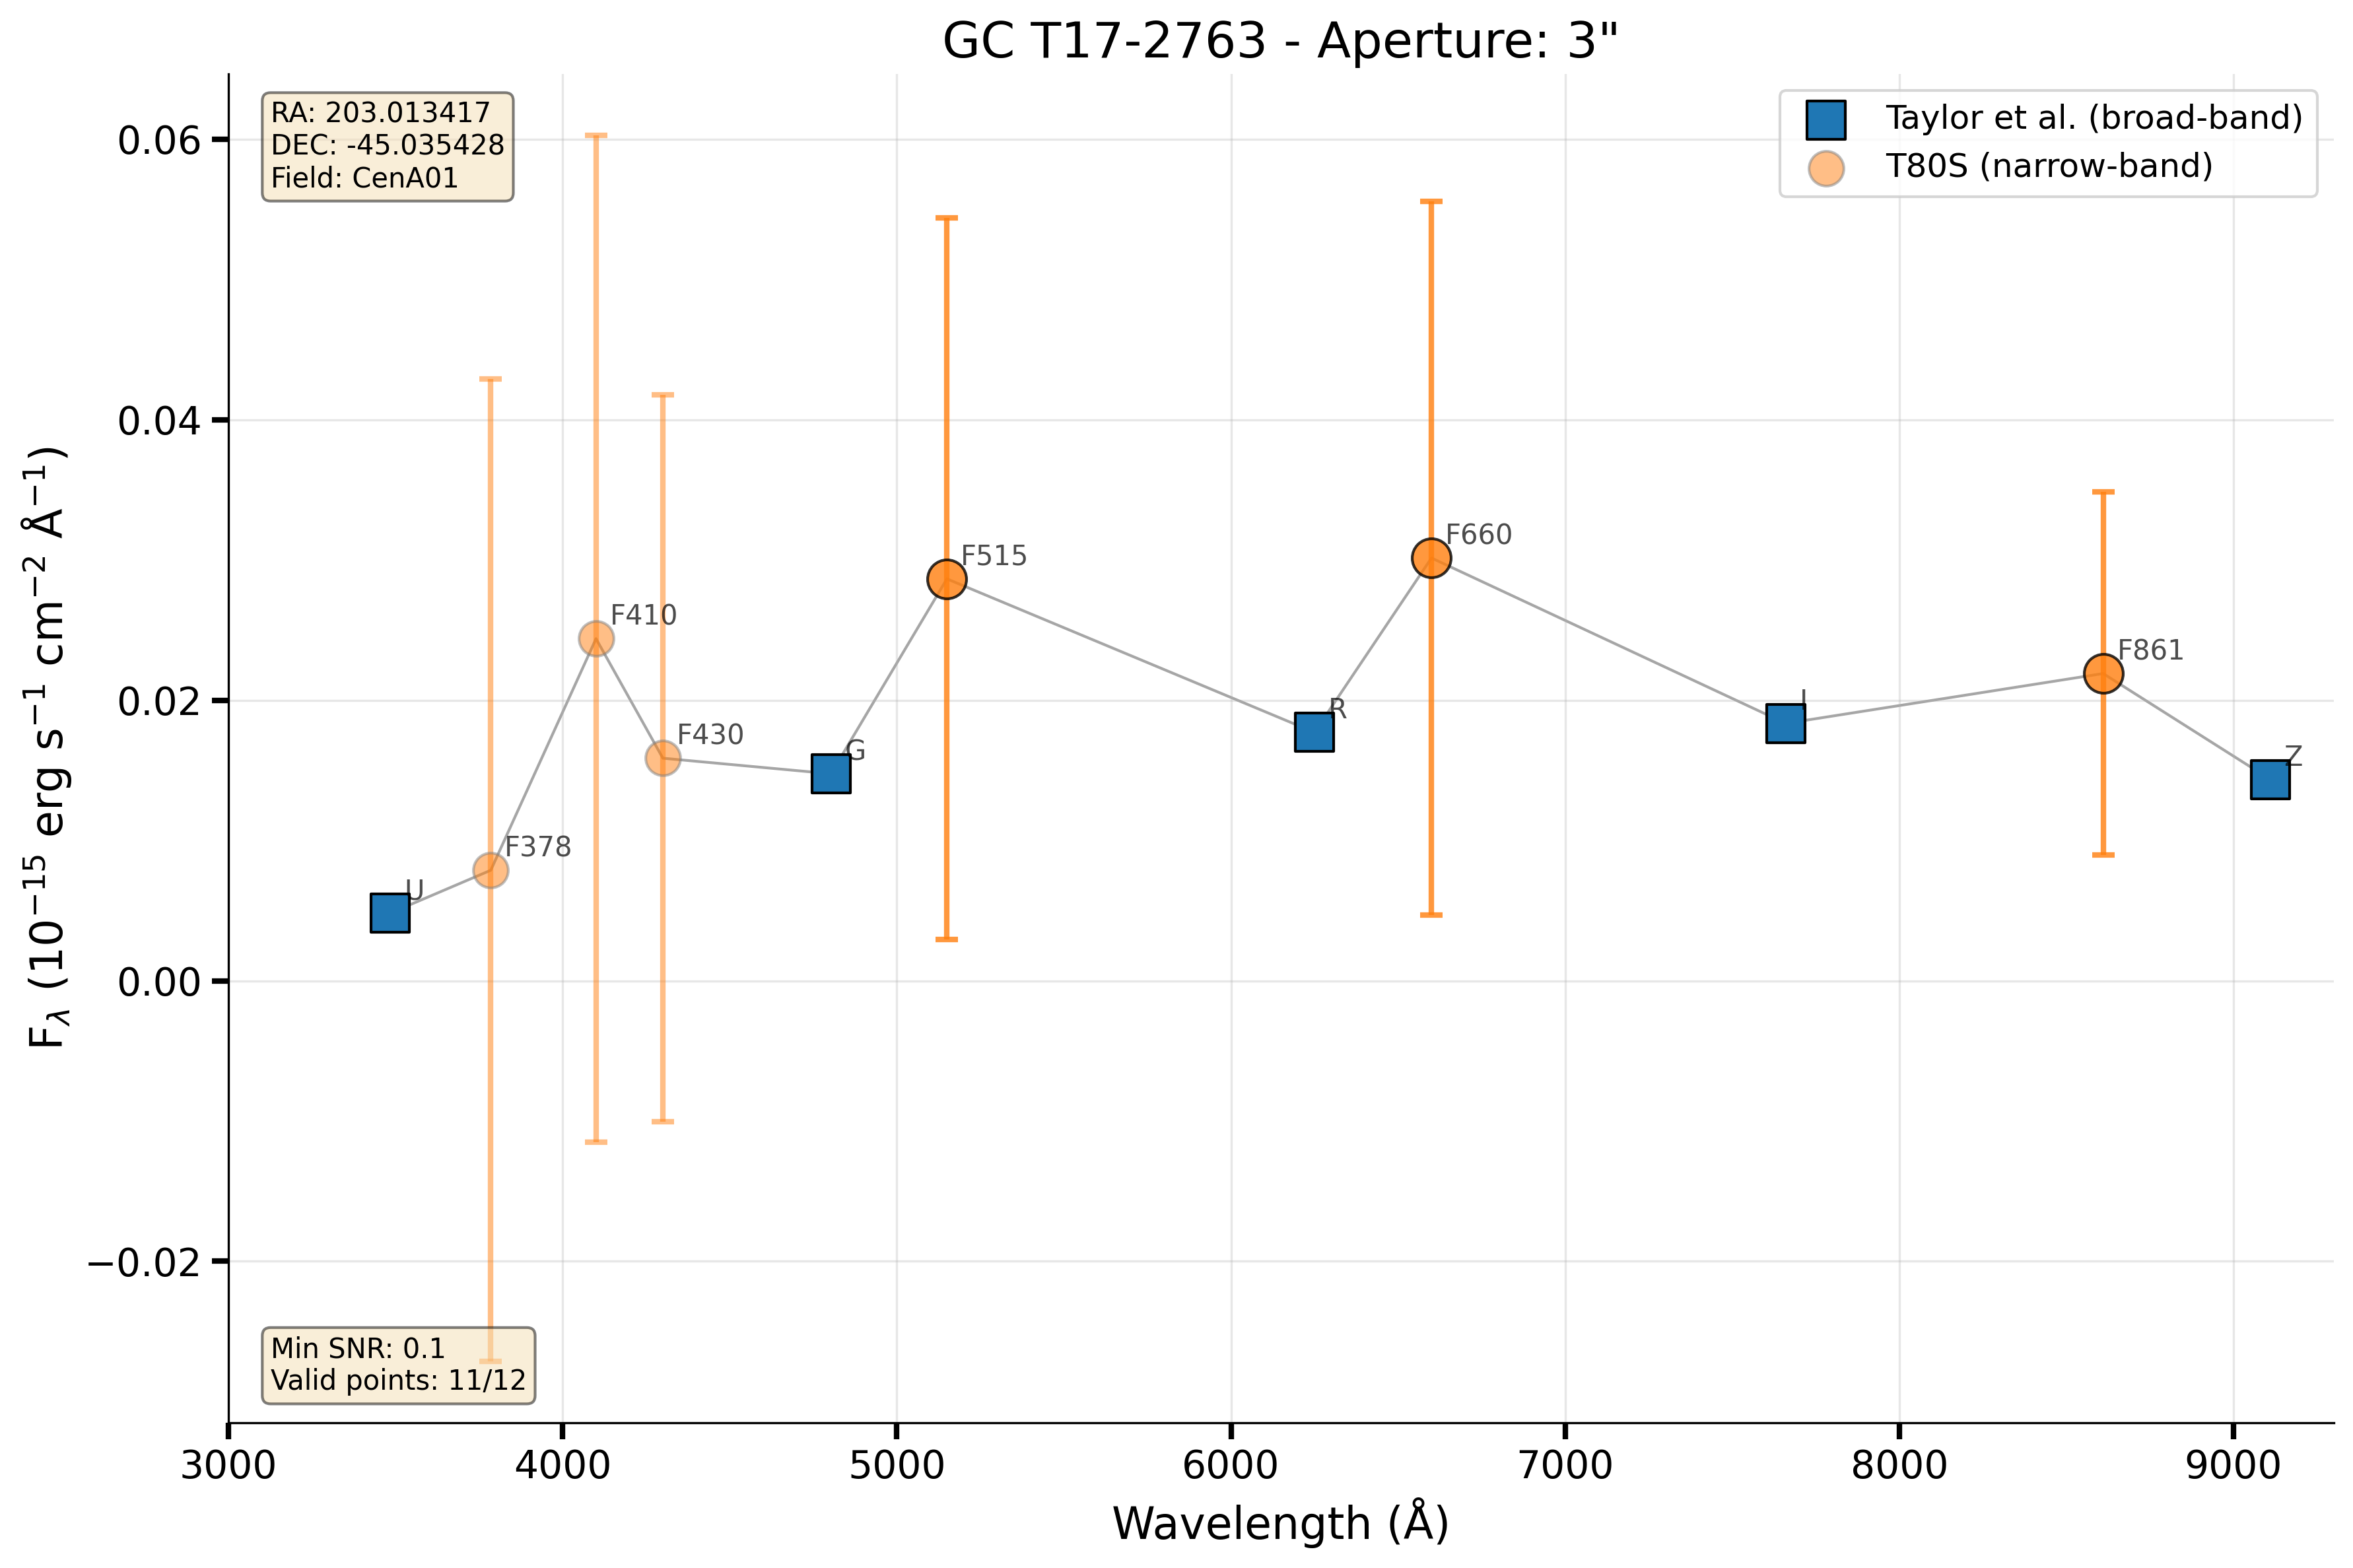 GC T17-2763 - Aperture: 3"
RA: 203.013417
DEC: -45.035428
Field: CenA01
Taylor et al. (broad-band)
T80S (narrow-band)
0.06
0.04
0.02
0.00
−0.02
F_λ (10⁻¹⁵ erg s⁻¹ cm⁻² Å⁻¹)
U
F378
F410
F430
G
F515
R
F660
I
F861
Z
Min SNR: 0.1
Valid points: 11/12
3000 4000 5000 6000 7000 8000 9000
Wavelength (Å)